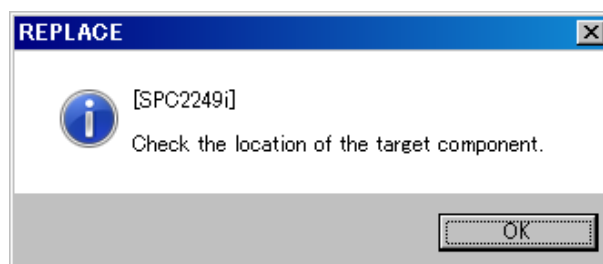 REPLACE
[SPC2249i]
Check the location of the target component.
OK